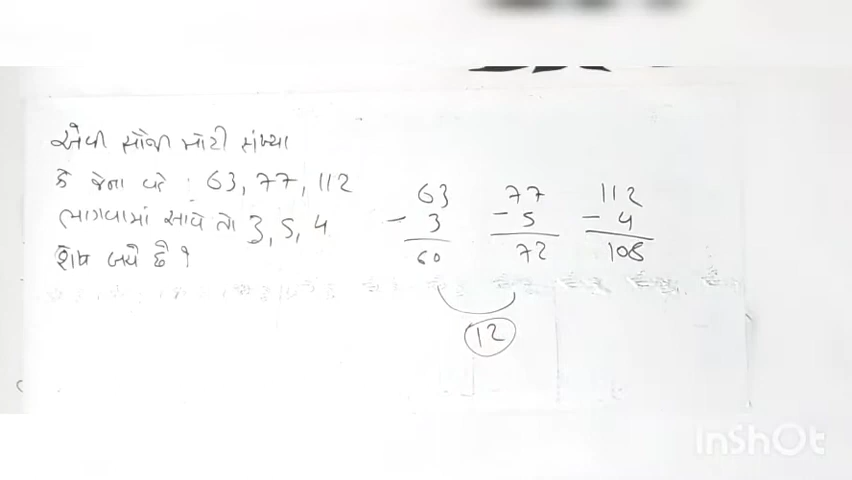 એવી સૌથી મોટી સંખ્યા
કે જેના વડે : 63, 77, 112
ભાગવામાં આવે તો 3, 5, 4
શેષ બચે છે ?
63 77 112
- 3 - 5 - 4
60 72 108
12
InShOt